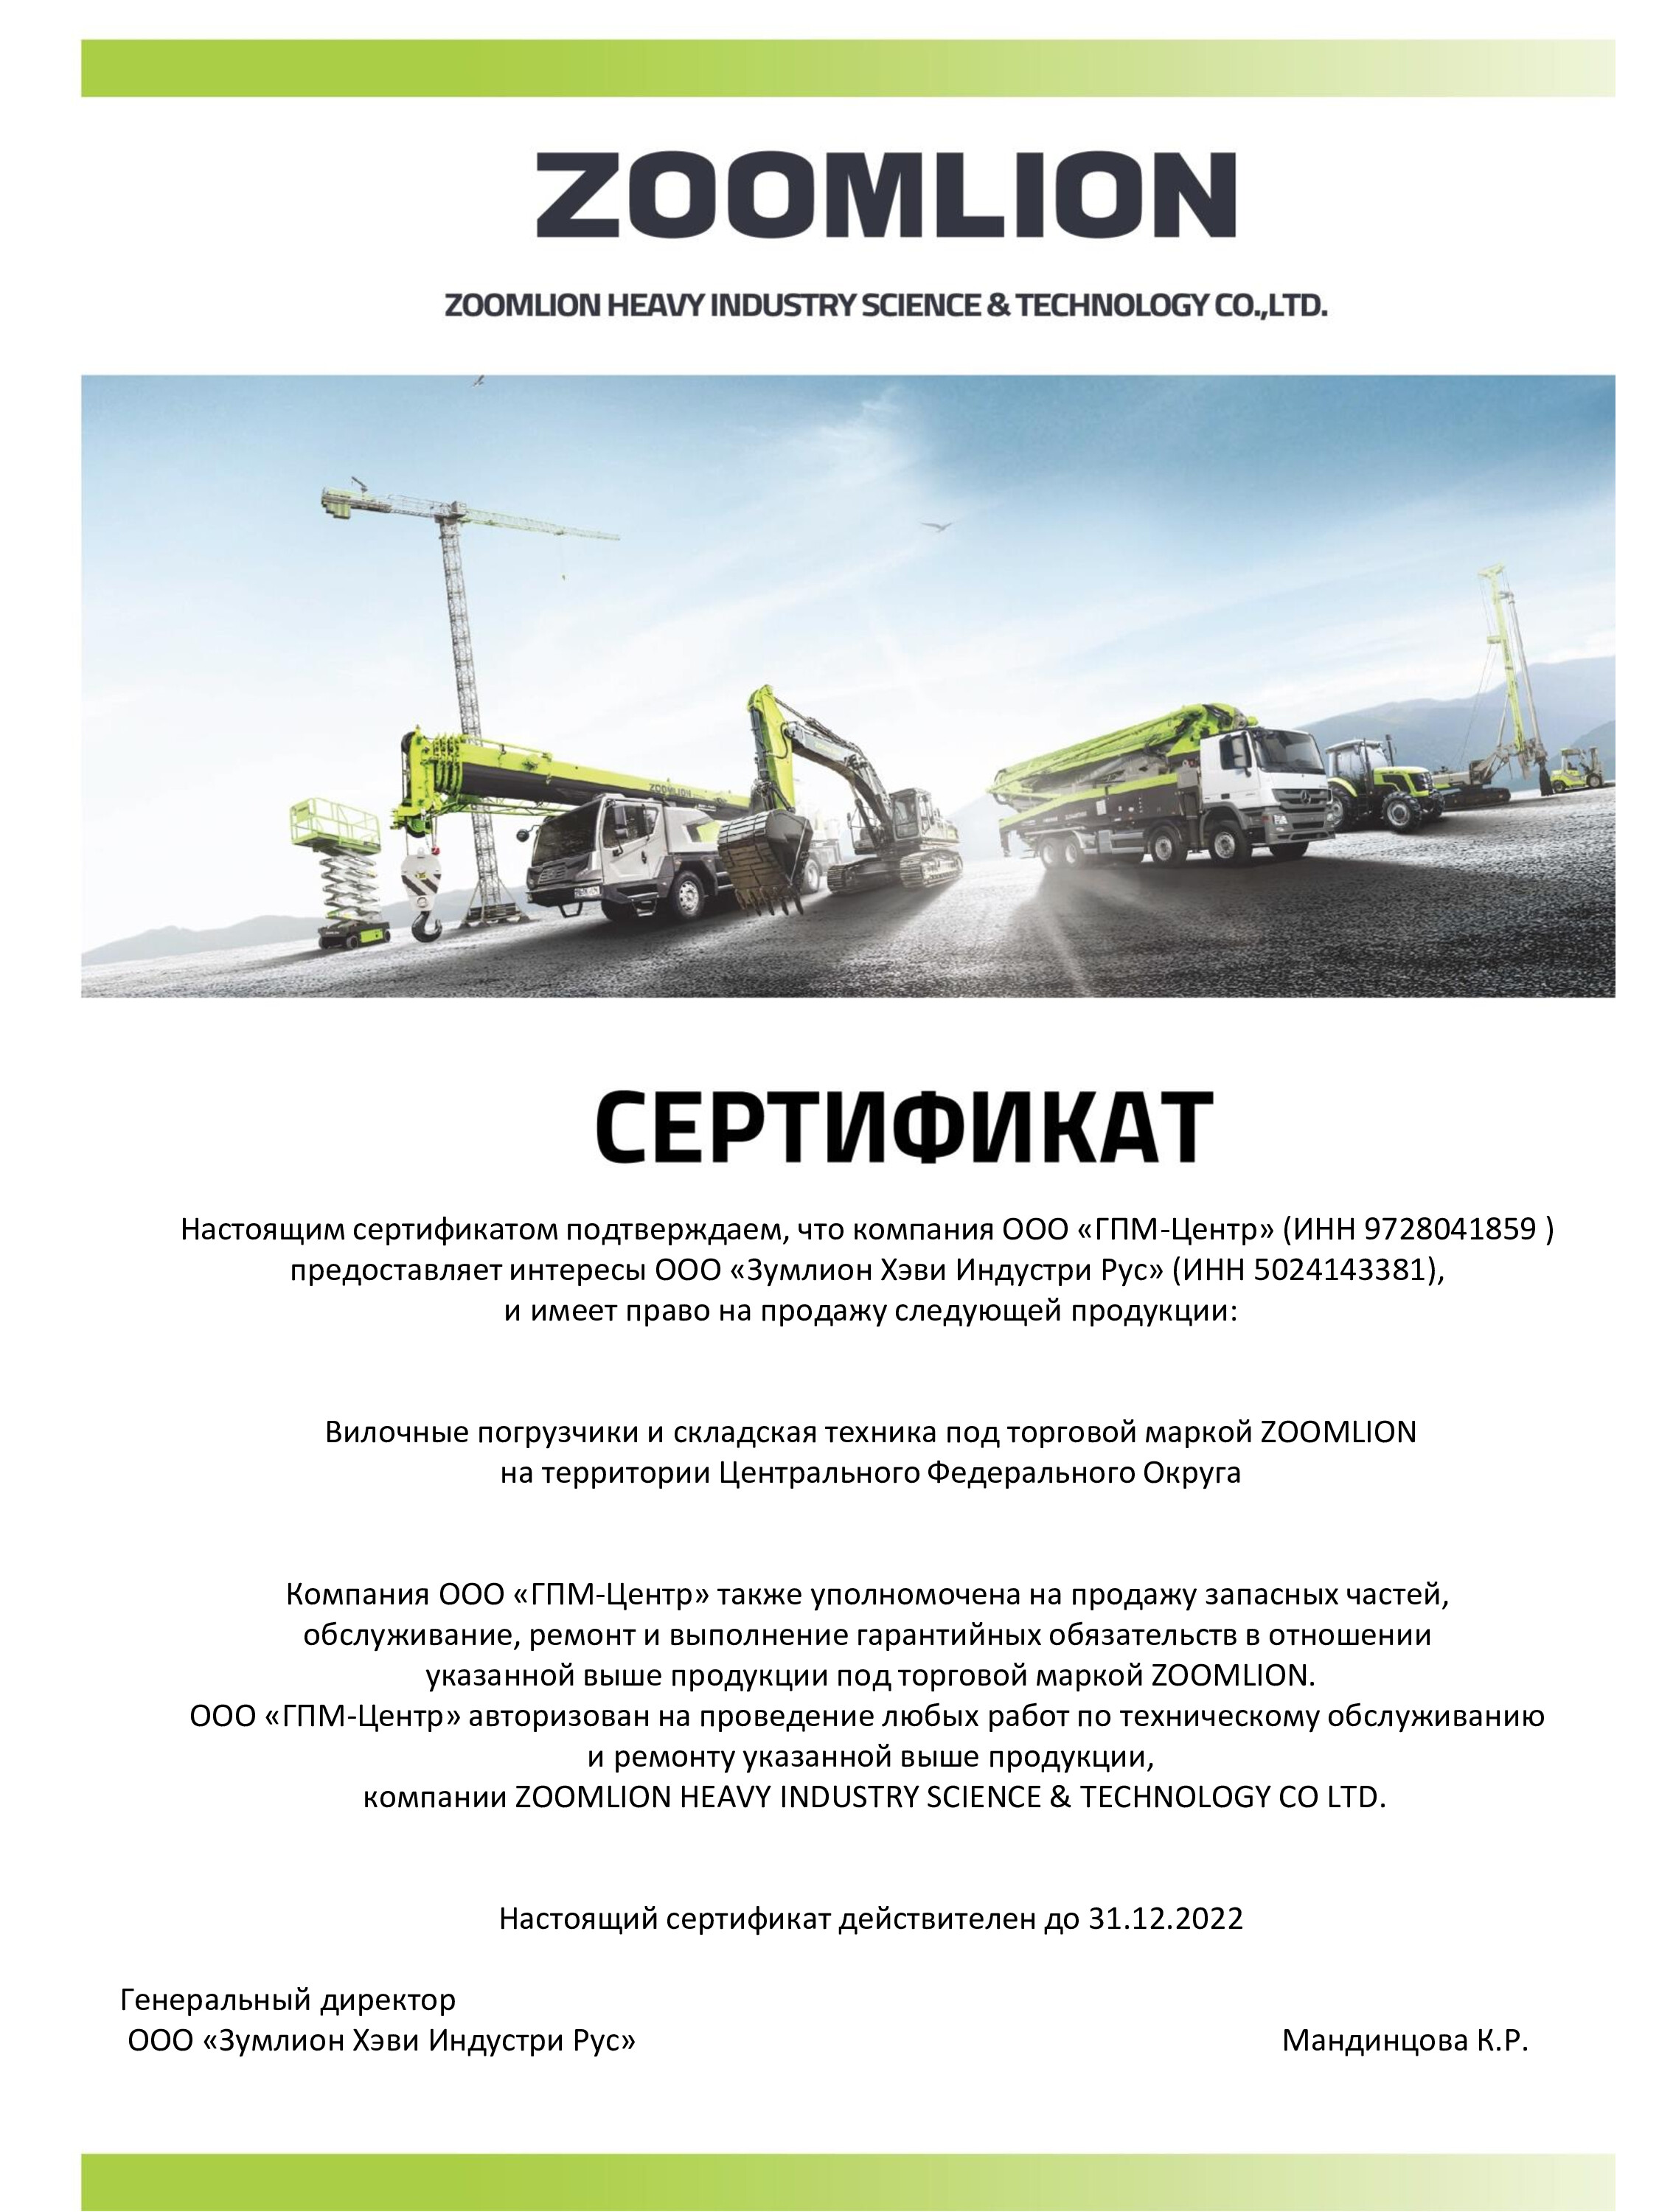 ZOOMLION
ZOOMLION HEAVY INDUSTRY SCIENCE & TECHNOLOGY CO.,LTD.
ZOOMLION
СЕРТИФИКАТ
Настоящим сертификатом подтверждаем, что компания ООО «ГПМ-Центр» (ИНН 9728041859 )
предоставляет интересы ООО «Зумлион Хэви Индустри Рус» (ИНН 5024143381),
и имеет право на продажу следующей продукции:
Вилочные погрузчики и складская техника под торговой маркой ZOOMLION
на территории Центрального Федерального Округа
Компания ООО «ГПМ-Центр» также уполномочена на продажу запасных частей,
обслуживание, ремонт и выполнение гарантийных обязательств в отношении
указанной выше продукции под торговой маркой ZOOMLION.
ООО «ГПМ-Центр» авторизован на проведение любых работ по техническому обслуживанию
и ремонту указанной выше продукции,
компании ZOOMLION HEAVY INDUSTRY SCIENCE & TECHNOLOGY CO LTD.
Настоящий сертификат действителен до 31.12.2022
Генеральный директор
ООО «Зумлион Хэви Индустри Рус» Мандинцова К.Р.